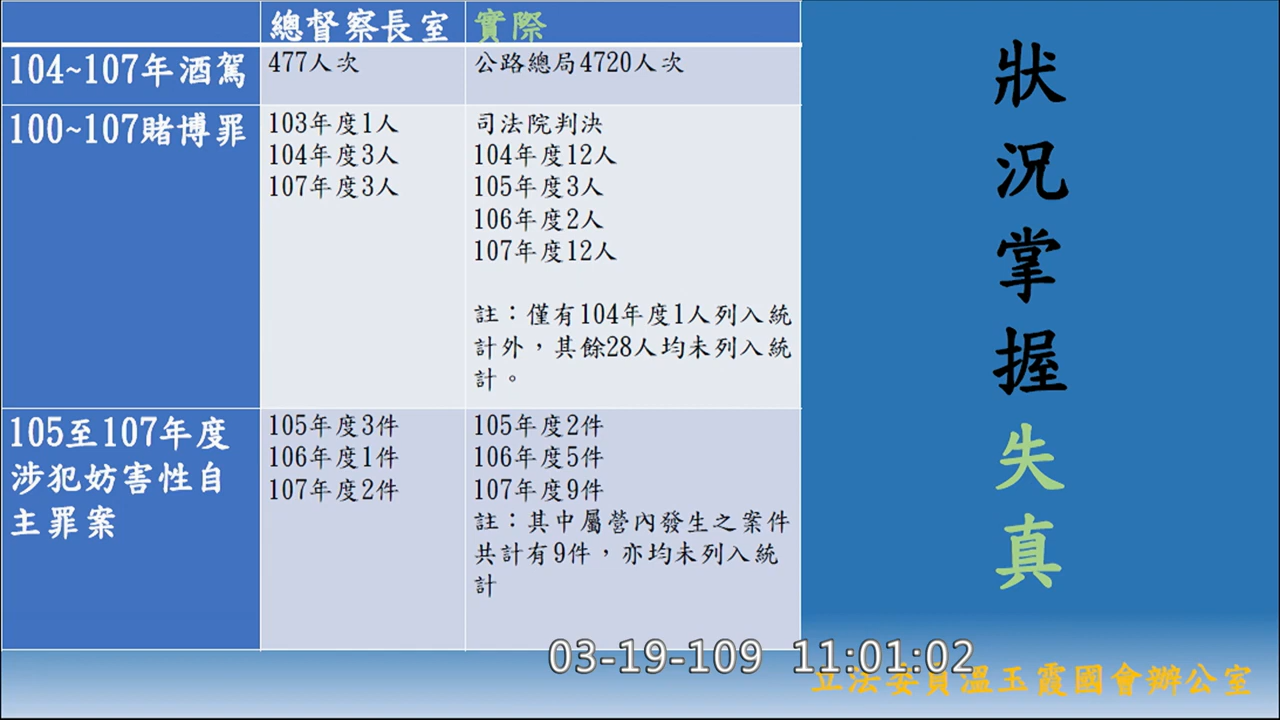 總督察長室 實際
104~107年酒駕 477人次 公路總局4720人次
100~107賭博罪
103年度1人
104年度3人
107年度3人
司法院判決
104年度12人
105年度3人
106年度2人
107年度12人
註：僅有104年度1人列入統
計外，其餘28人均未列入統
計。
105至107年度
涉犯妨害性自
主罪案
105年度3件
106年度1件
107年度2件
105年度2件
106年度5件
107年度9件
註：其中屬營內發生之案件
共計有9件，亦均未列入統
計
狀況掌握失真
03-19-109 11:01:02
立法委員溫玉霞國會辦公室